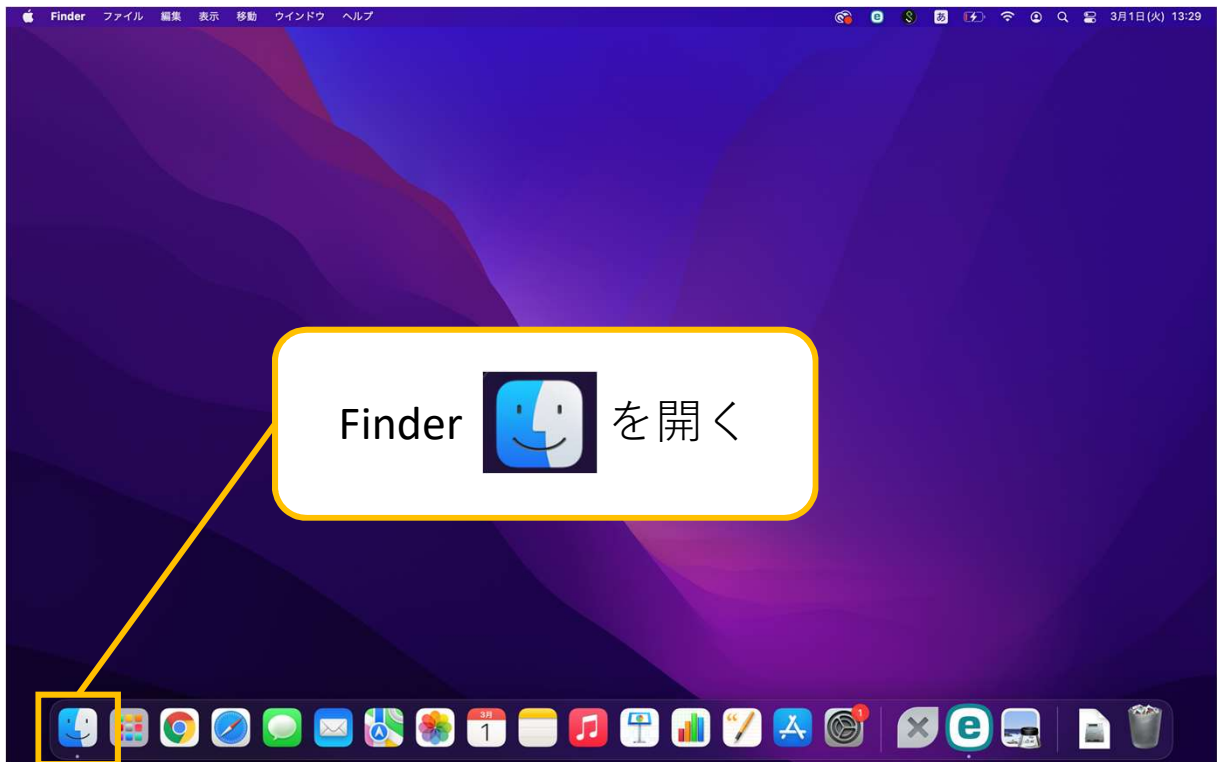 Finder ファイル 編集 表示 移動 ウインドウ ヘルプ あ 3月1日(火) 13:29
Finder を開く
3月
1
1